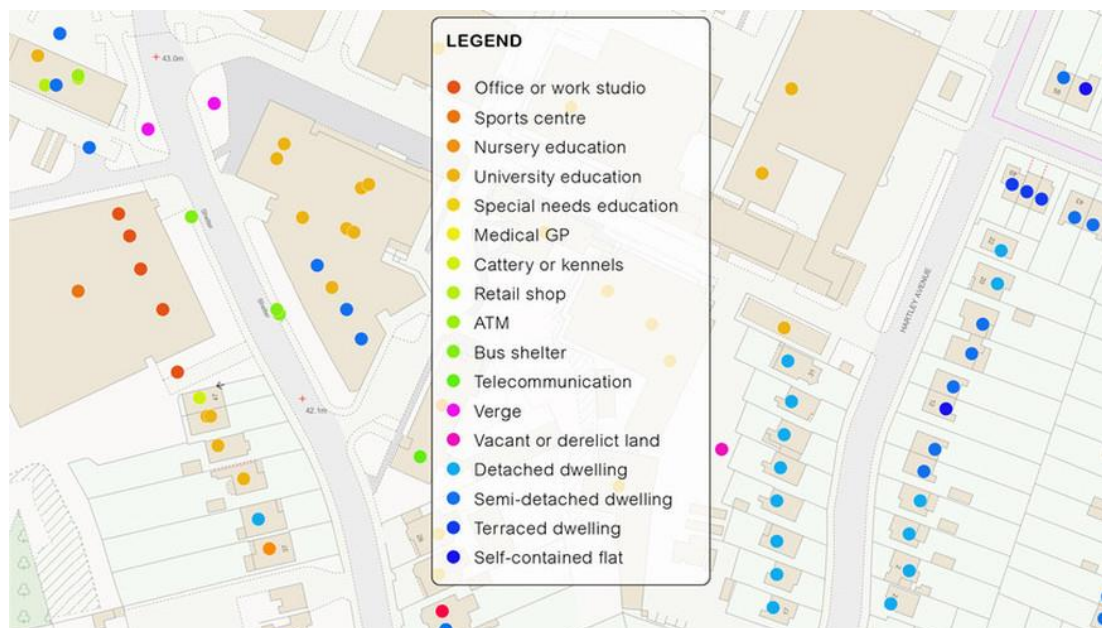 43.0m
LEGEND
Office or work studio
Sports centre
Nursery education
University education
Special needs education
Medical GP
Cattery or kennels
Retail shop
ATM
Bus shelter
Telecommunication
Verge
Vacant or derelict land
Detached dwelling
Semi-detached dwelling
Terraced dwelling
Self-contained flat
Shelter
Shelter
42.1m
HARTLEY AVENUE